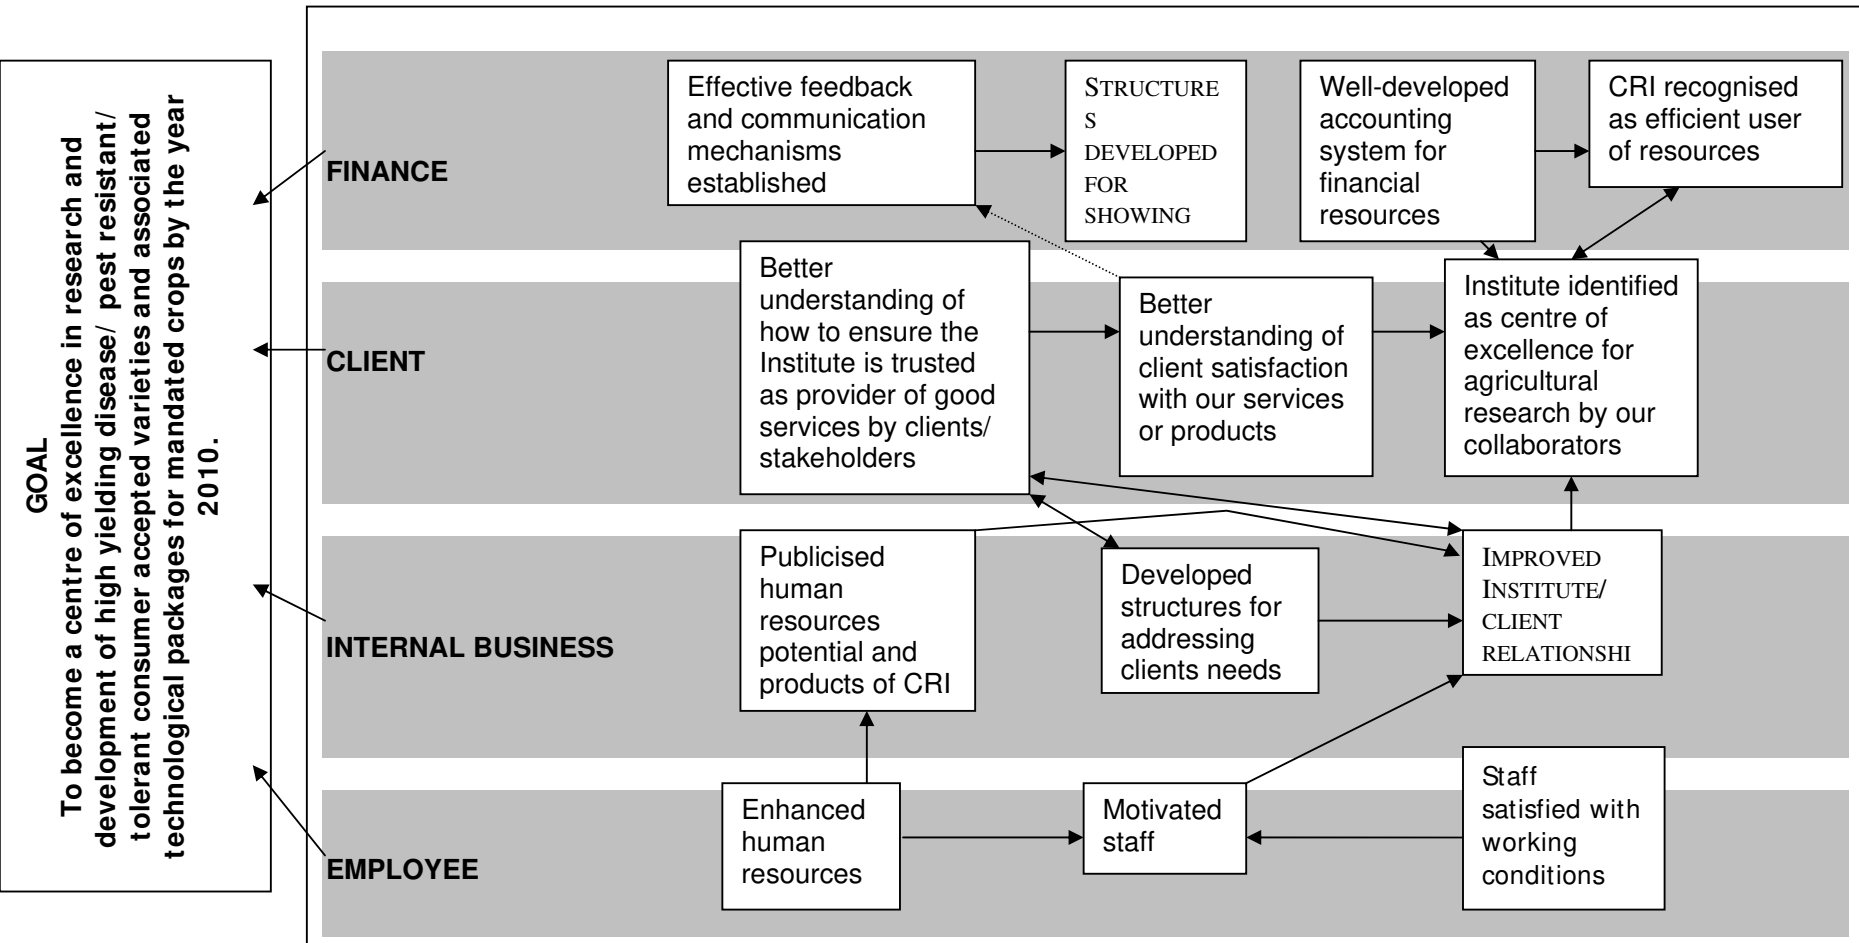 GOAL
To become a centre of excellence in research and
development of high yielding disease/ pest resistant/
tolerant consumer accepted varieties and associated
technological packages for mandated crops by the year
2010.
FINANCE
Effective feedback
and communication
mechanisms
established
STRUCTURE
S
DEVELOPED
FOR
SHOWING
Well-developed
accounting
system for
financial
resources
CRI recognised
as efficient user
of resources
CLIENT
Better
understanding of
how to ensure the
Institute is trusted
as provider of good
services by clients/
stakeholders
Better
understanding of
client satisfaction
with our services
or products
Institute identified
as centre of
excellence for
agricultural
research by our
collaborators
INTERNAL BUSINESS
Publicised
human
resources
potential and
products of CRI
Developed
structures for
addressing
clients needs
IMPROVED
INSTITUTE/
CLIENT
RELATIONSHI
EMPLOYEE
Enhanced
human
resources
Motivated
staff
Staff
satisfied with
working
conditions